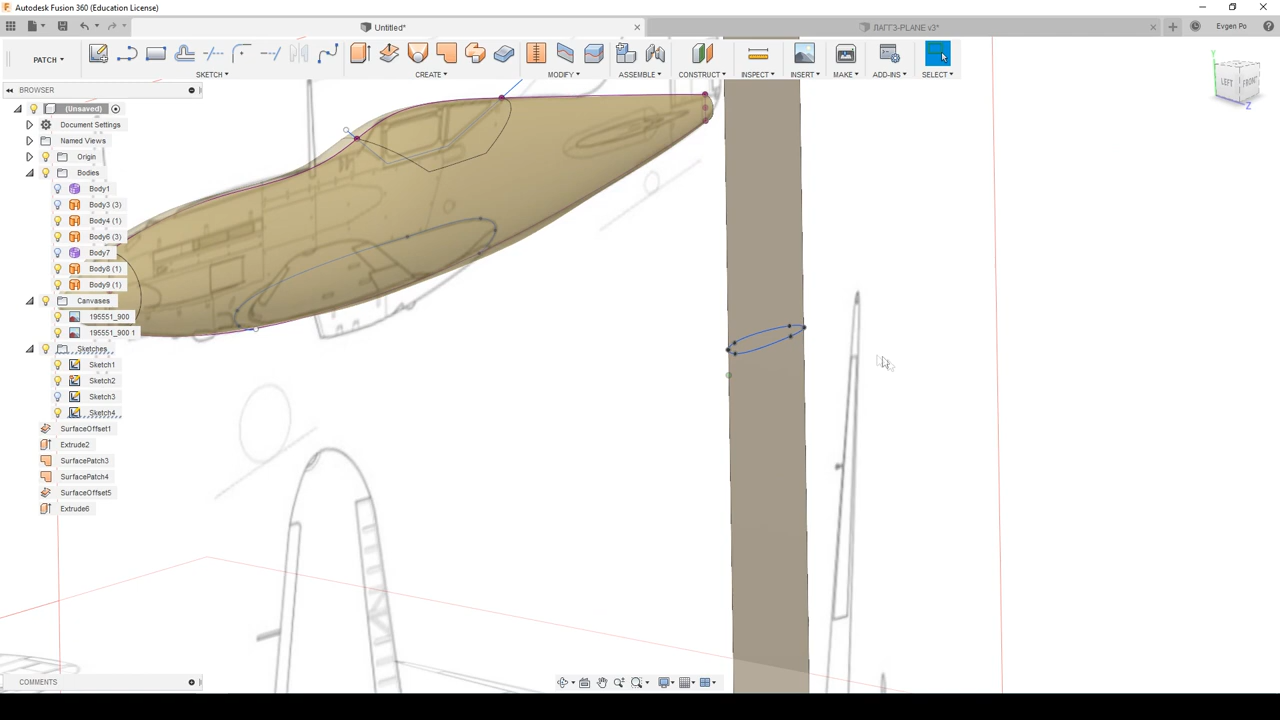 Autodesk Fusion 360 (Education License)
Untitled*
ЛАГГЗ-PLANE v3*
Evgen Po
PATCH
SKETCH
CREATE
MODIFY
ASSEMBLE
CONSTRUCT
INSPECT
INSERT
MAKE
ADD-INS
SELECT
BROWSER
(Unsaved)
Document Settings
Named Views
Origin
Bodies
Body1
Body3 (3)
Body4 (1)
Body6 (3)
Body7
Body8 (1)
Body9 (1)
Canvases
195551_900
195551_900 1
Sketches
Sketch1
Sketch2
Sketch3
Sketch4
SurfaceOffset1
Extrude2
SurfacePatch3
SurfacePatch4
SurfaceOffset5
Extrude6
COMMENTS
Y
LEFT
FRONT
Z